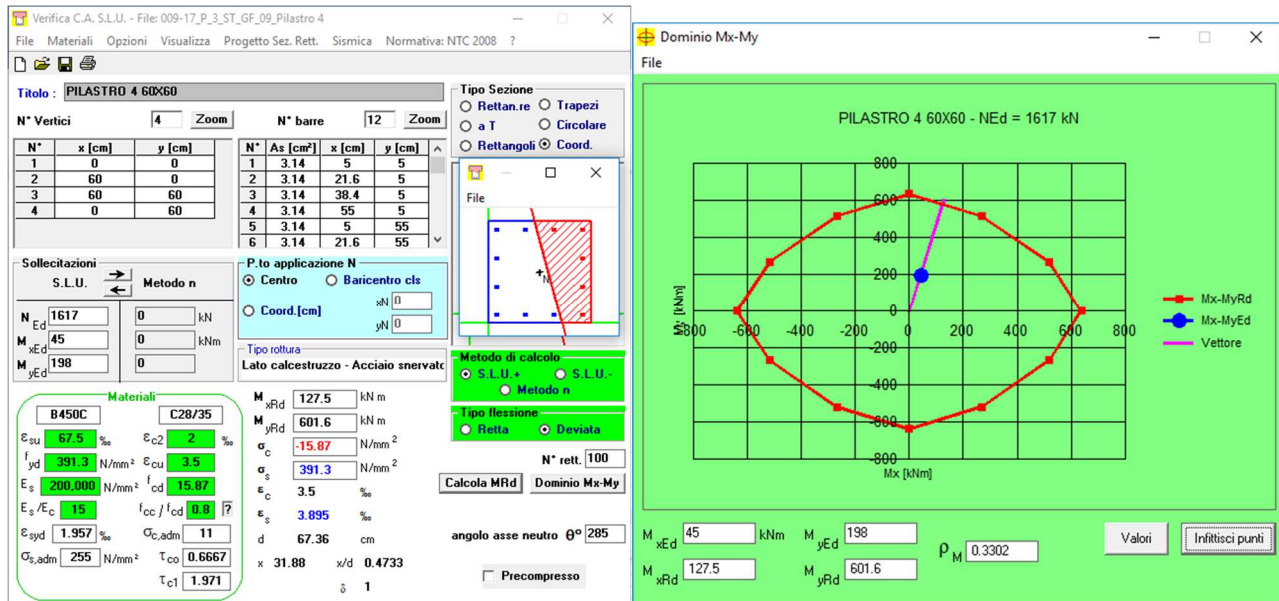 Verifica C.A. S.L.U. - File: 009-17_P_3_ST_GF_09_Pilastro 4
File Materiali Opzioni Visualizza Progetto Sez. Rett. Sismica Normativa: NTC 2008 ?
Titolo : PILASTRO 4 60X60
N° Vertici 4 Zoom N° barre 12 Zoom
N° x [cm] y [cm]
1 0 0
2 60 0
3 60 60
4 0 60
N° As [cm²] x [cm] y [cm]
1 3.14 5 5
2 3.14 21.6 5
3 3.14 38.4 5
4 3.14 55 5
5 3.14 5 55
6 3.14 21.6 55
Tipo Sezione
Rettan.re Trapezi
a T Circolare
Rettangoli Coord.
File
N
Sollecitazioni
S.L.U. Metodo n
N Ed 1617 0 kN
M xEd 45 0 kNm
M yEd 198 0
P.to applicazione N
Centro Baricentro cls
Coord.[cm] xN 0
yN 0
Tipo rottura
Lato calcestruzzo - Acciaio snervato
Metodo di calcolo
S.L.U.+ S.L.U.-
Metodo n
Tipo flessione
Retta Deviata
N° rett. 100
Calcola MRd Dominio Mx-My
angolo asse neutro θ° 285
Precompresso
Materiali
B450C C28/35
εsu 67.5 ‰ εc2 2 ‰
fyd 391.3 N/mm² εcu 3.5
Es 200,000 N/mm² fcd 15.87
Es/Ec 15 fcc / fcd 0.8 ?
εsyd 1.957 ‰ σc,adm 11
σs,adm 255 N/mm² τco 0.6667
τc1 1.971
M xRd 127.5 kN m
M yRd 601.6 kN m
σc -15.87 N/mm²
σs 391.3 N/mm²
εc 3.5 ‰
εs 3.895 ‰
d 67.36 cm
x 31.88 x/d 0.4733
δ 1
Dominio Mx-My
File
PILASTRO 4 60X60 - NEd = 1617 kN
800
600
400
200
0
-200
-400
-600
-800
-800 -600 -400 -200 0 200 400 600 800
My [kNm]
Mx [kNm]
Mx-MyRd
Mx-MyEd
Vettore
M xEd 45 kNm M yEd 198
M xRd 127.5 M yRd 601.6
ρ M 0.3302
Valori Infittisci punti